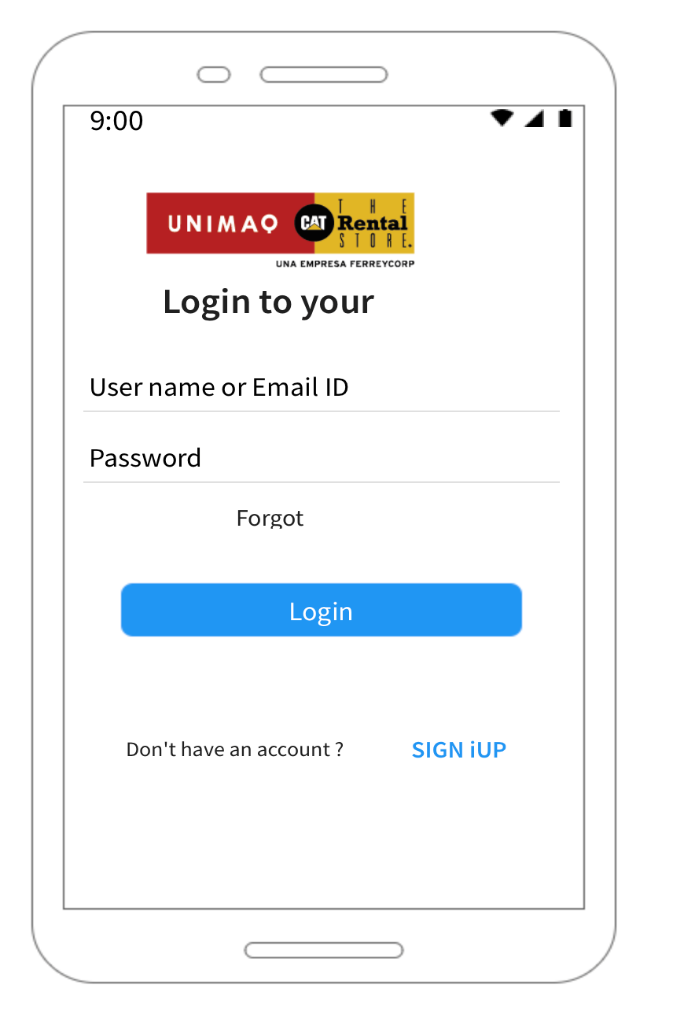 9:00
UNIMAQ CAT THE
Rental
STORE.
UNA EMPRESA FERREYCORP
Login to your
User name or Email ID
Password
Forgot
Login
Don't have an account ? SIGN iUP